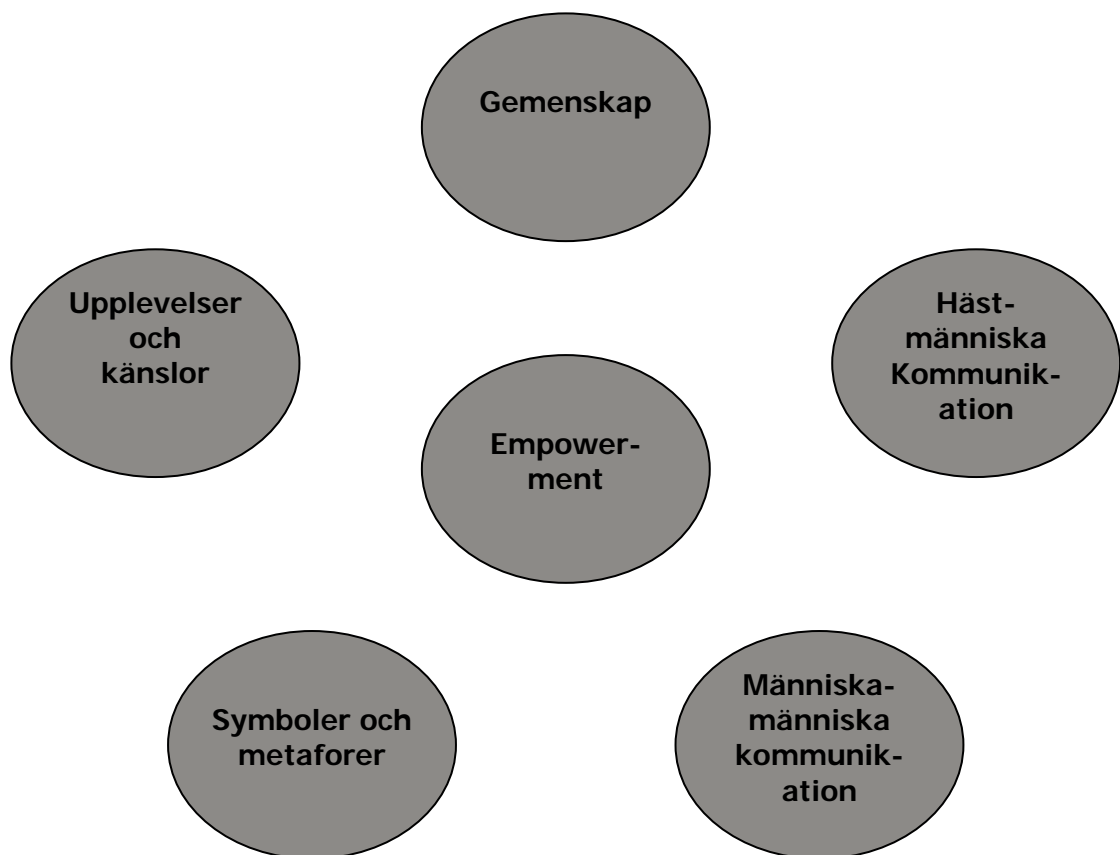 Gemenskap
Upplevelser
och
känslor
Häst-
människa
Kommunik-
ation
Empower-
ment
Symboler och
metaforer
Människa-
människa
kommunik-
ation